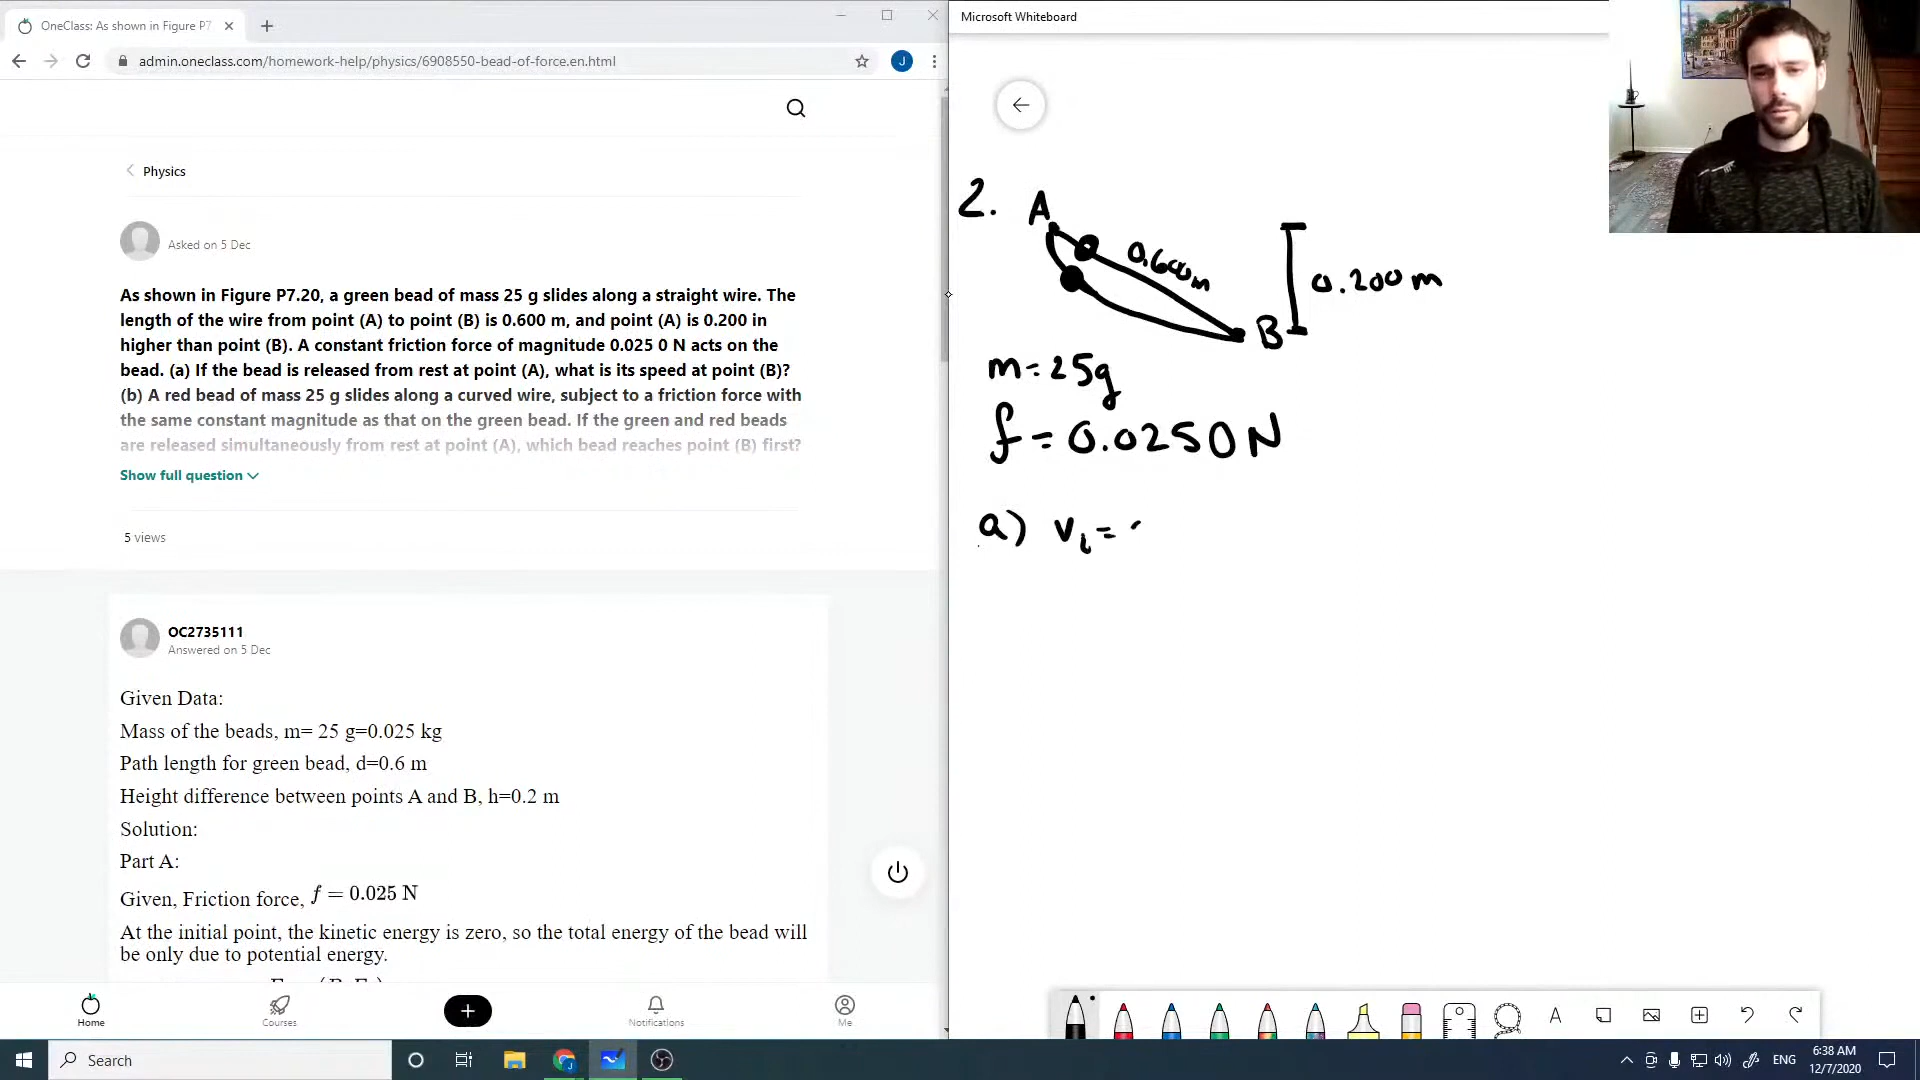 OneClass: As shown in Figure P7
admin.oneclass.com/homework-help/physics/6908550-bead-of-force.en.html
J
Physics
Asked on 5 Dec
As shown in Figure P7.20, a green bead of mass 25 g slides along a straight wire. The
length of the wire from point (A) to point (B) is 0.600 m, and point (A) is 0.200 in
higher than point (B). A constant friction force of magnitude 0.025 0 N acts on the
bead. (a) If the bead is released from rest at point (A), what is its speed at point (B)?
(b) A red bead of mass 25 g slides along a curved wire, subject to a friction force with
the same constant magnitude as that on the green bead. If the green and red beads
are released simultaneously from rest at point (A), which bead reaches point (B) first?
Show full question
5 views
OC2735111
Answered on 5 Dec
Given Data:
Mass of the beads, m= 25 g=0.025 kg
Path length for green bead, d=0.6 m
Height difference between points A and B, h=0.2 m
Solution:
Part A:
Given, Friction force, f = 0.025 N
At the initial point, the kinetic energy is zero, so the total energy of the bead will
be only due to potential energy.
Home
Courses
Notifications
Me
Microsoft Whiteboard
2.
A
0.600m
0.200 m
B
m=25g
f=0.0250N
a) vi=
A
Search
ENG
6:38 AM
12/7/2020